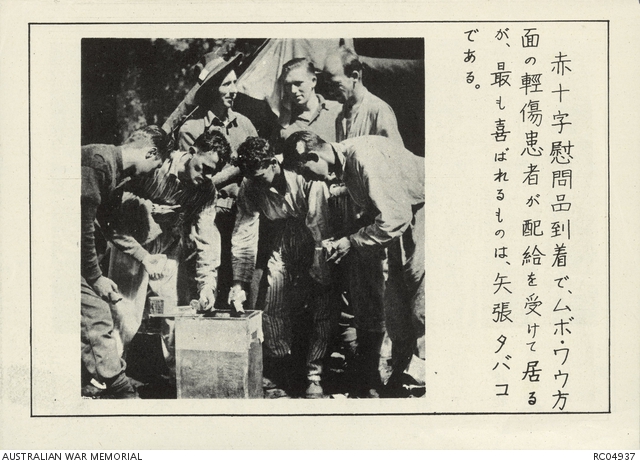 赤十字慰問品到着で、ムボ・ワウ方
面の輕傷患者が配給を受けて居る
が、最も喜ばれるものは、矢張タバコ
である。
AUSTRALIAN WAR MEMORIAL
RC04937